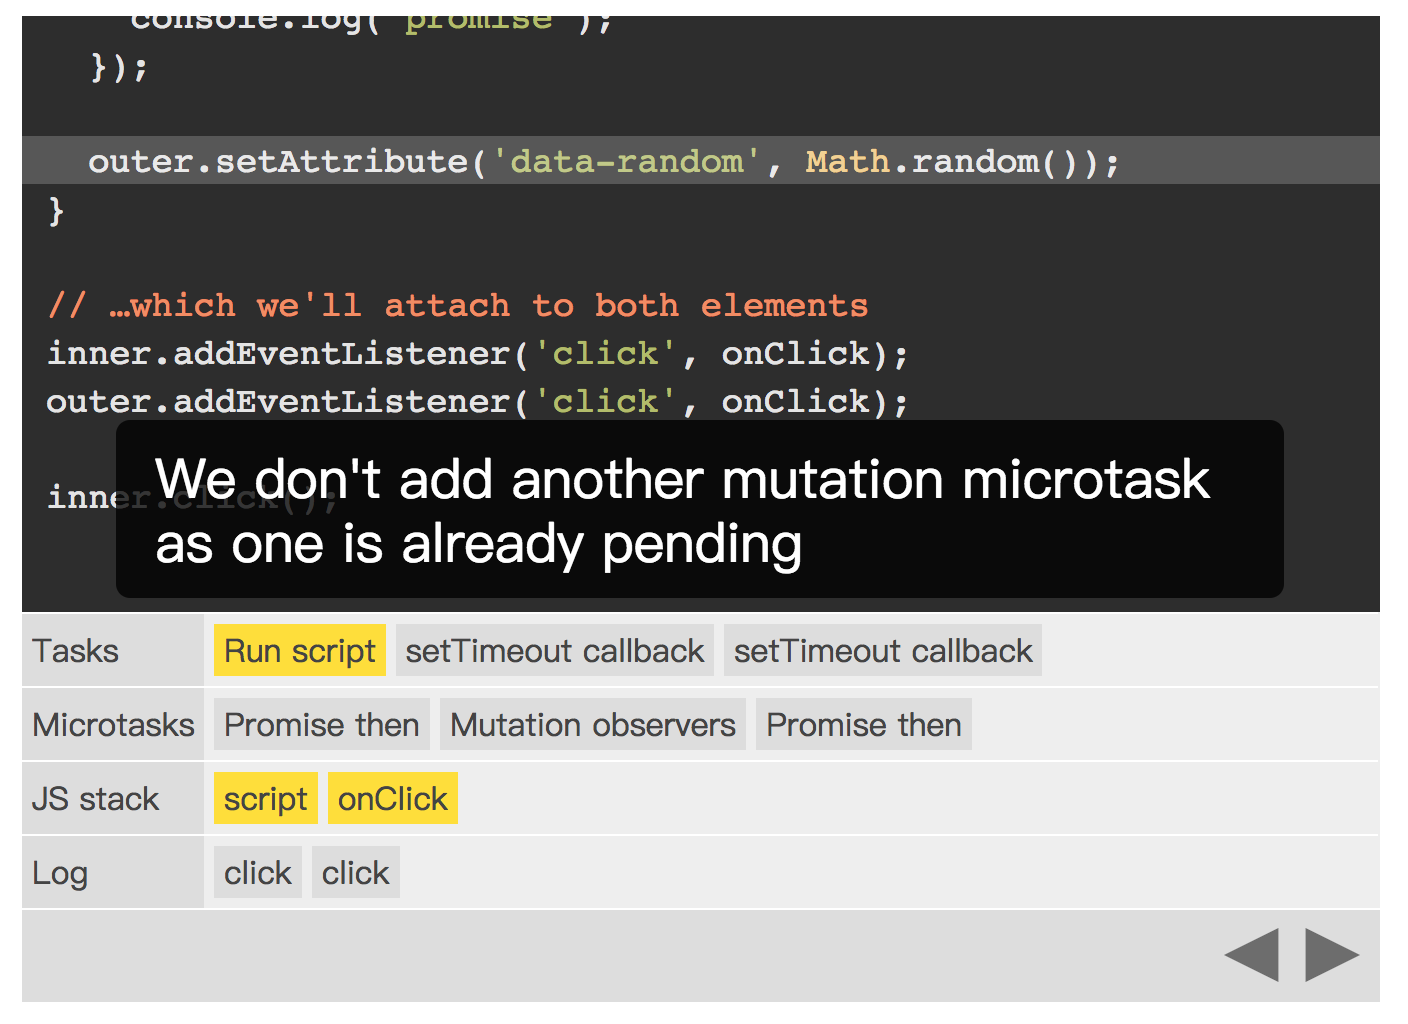 console.log('promise');
});
outer.setAttribute('data-random', Math.random());
}
// …which we'll attach to both elements
inner.addEventListener('click', onClick);
outer.addEventListener('click', onClick);
inner.click();
We don't add another mutation microtask
as one is already pending
Tasks Run script setTimeout callback setTimeout callback
Microtasks Promise then Mutation observers Promise then
JS stack script onClick
Log click click